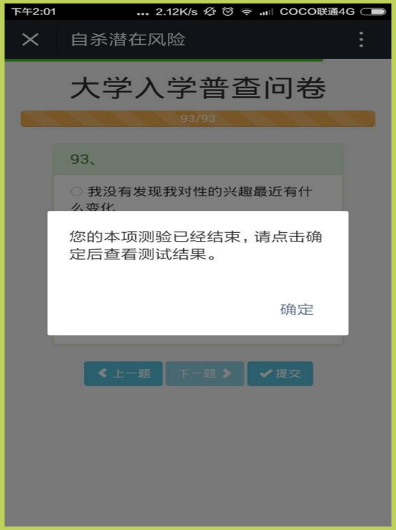 下午2:01 ... 2.12K/s COCO联通4G
自杀潜在风险
大学入学普查问卷
93/93
93、
我没有发现我对性的兴趣最近有什
么变化
您的本项测验已经结束，请点击确
定后查看测试结果。
确定
上一题 下一题 提交